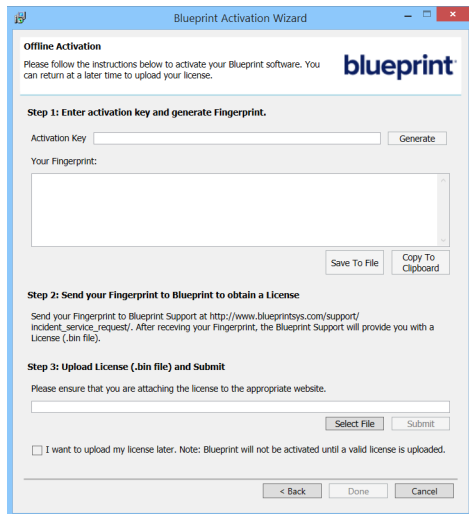 Blueprint Activation Wizard
Offline Activation
Please follow the instructions below to activate your Blueprint software. You
can return at a later time to upload your license.
blueprint
Step 1: Enter activation key and generate Fingerprint.
Activation Key
Generate
Your Fingerprint:
Save To File
Copy To
Clipboard
Step 2: Send your Fingerprint to Blueprint to obtain a License
Send your Fingerprint to Blueprint Support at http://www.blueprintsys.com/support/
incident_service_request/. After receving your Fingerprint, the Blueprint Support will provide you with a
License (.bin file).
Step 3: Upload License (.bin file) and Submit
Please ensure that you are attaching the license to the appropriate website.
Select File
Submit
I want to upload my license later. Note: Blueprint will not be activated until a valid license is uploaded.
< Back
Done
Cancel